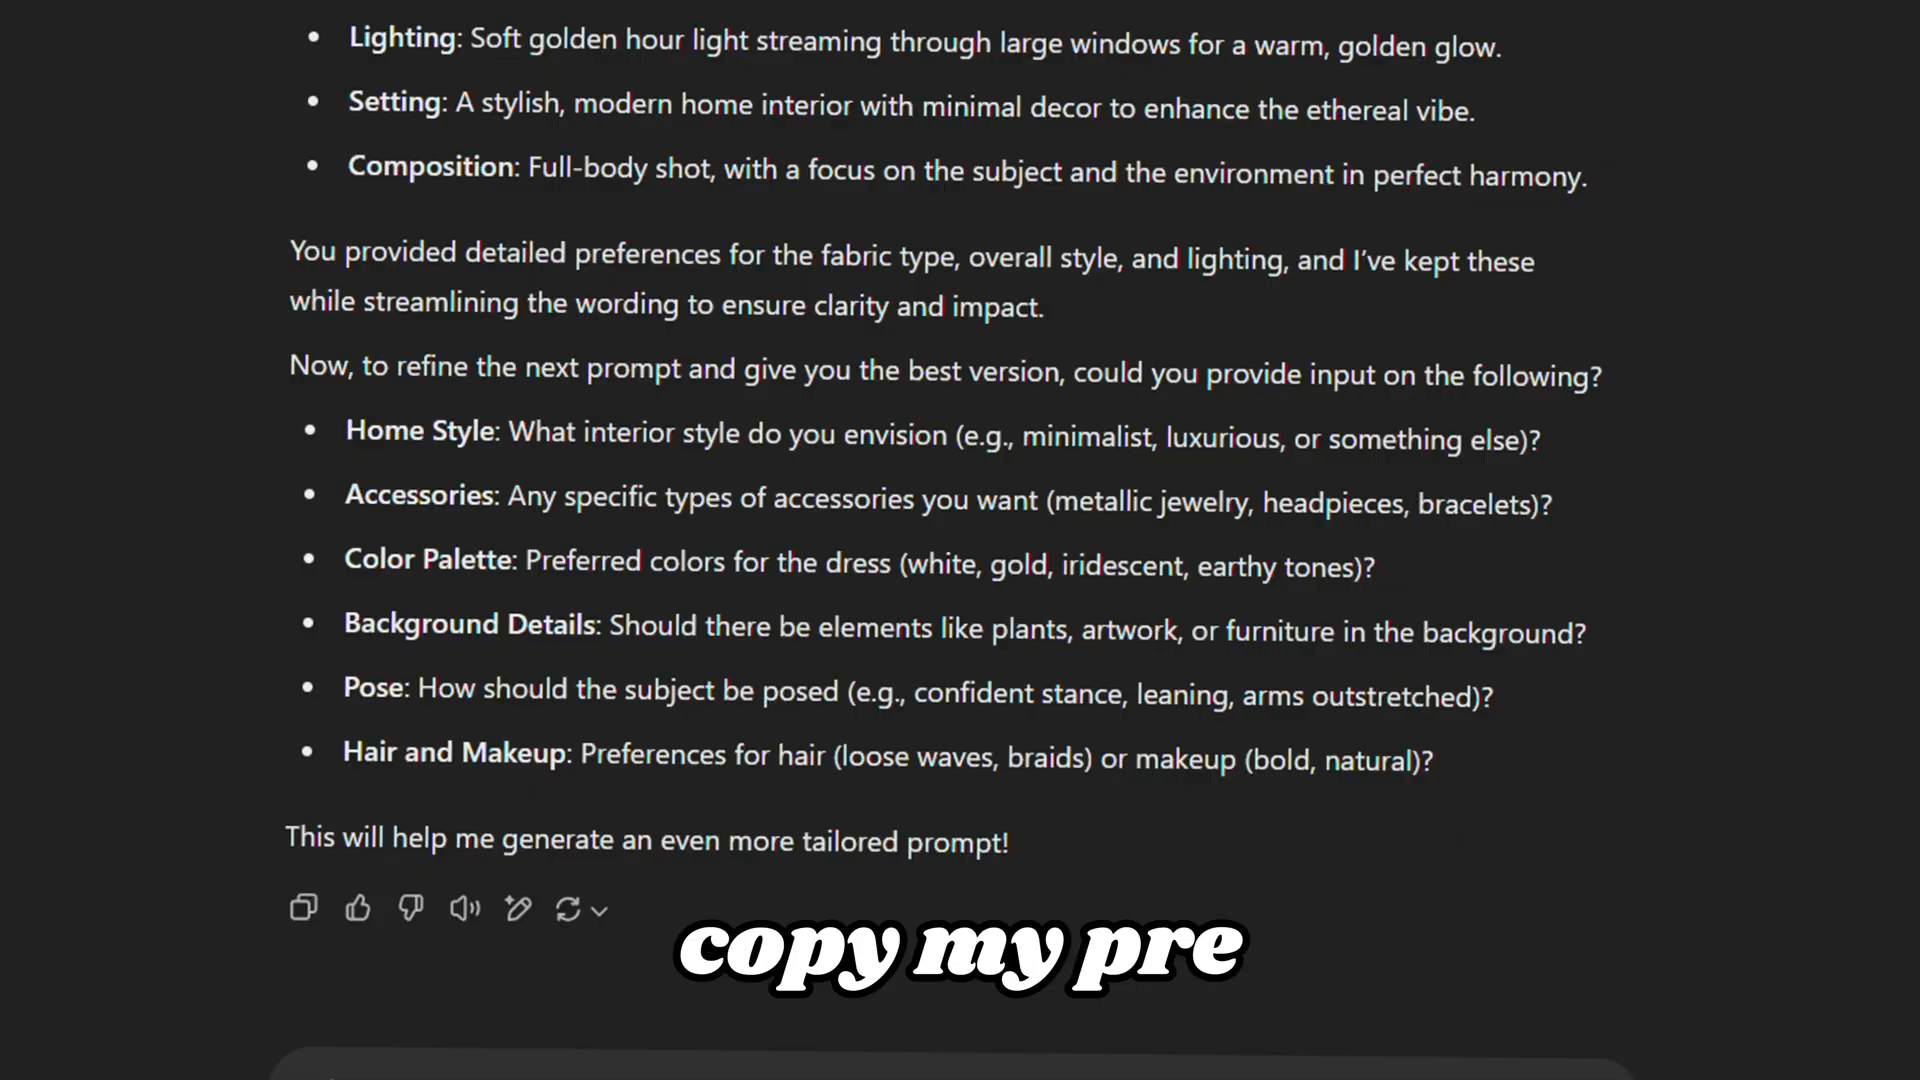 Lighting: Soft golden hour light streaming through large windows for a warm, golden glow.
Setting: A stylish, modern home interior with minimal decor to enhance the ethereal vibe.
Composition: Full-body shot, with a focus on the subject and the environment in perfect harmony.
You provided detailed preferences for the fabric type, overall style, and lighting, and I’ve kept these
while streamlining the wording to ensure clarity and impact.
Now, to refine the next prompt and give you the best version, could you provide input on the following?
Home Style: What interior style do you envision (e.g., minimalist, luxurious, or something else)?
Accessories: Any specific types of accessories you want (metallic jewelry, headpieces, bracelets)?
Color Palette: Preferred colors for the dress (white, gold, iridescent, earthy tones)?
Background Details: Should there be elements like plants, artwork, or furniture in the background?
Pose: How should the subject be posed (e.g., confident stance, leaning, arms outstretched)?
Hair and Makeup: Preferences for hair (loose waves, braids) or makeup (bold, natural)?
This will help me generate an even more tailored prompt!
copy my pre